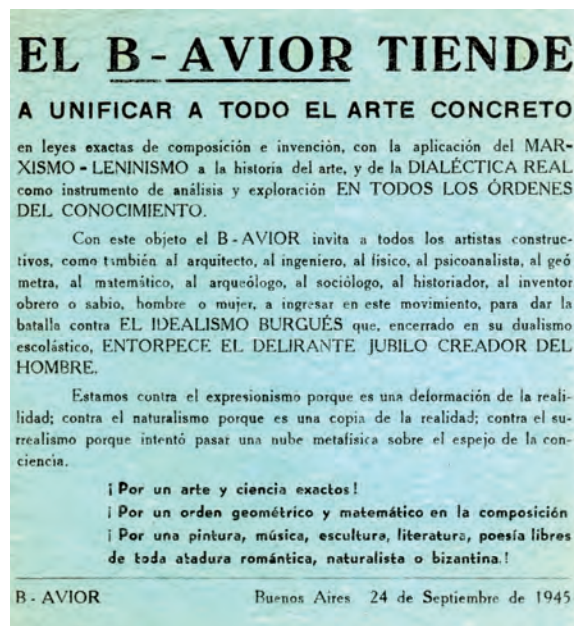 EL B-AVIOR TIENDE
A UNIFICAR A TODO EL ARTE CONCRETO
en leyes exactas de composición e invención, con la aplicación del MAR-
XISMO - LENINISMO a la historia del arte, y de la DIALÉCTICA REAL
como instrumento de análisis y exploración EN TODOS LOS ÓRDENES
DEL CONOCIMIENTO.
Con este objeto el B - AVIOR invita a todos los artistas construc-
tivos, como también al arquitecto, al ingeniero, al físico, al psicoanalista, al geó
metra, al matemático, al arqueólogo, al sociólogo, al historiador, al inventor
obrero o sabio, hombre o mujer, a ingresar en este movimiento, para dar la
batalla contra EL IDEALISMO BURGUÉS que, encerrado en su dualismo
escolástico, ENTORPECE EL DELIRANTE JUBILO CREADOR DEL
HOMBRE.
Estamos contra el expresionismo porque es una deformación de la reali-
lidad; contra el naturalismo porque es una copia de la realidad; contra el su-
rrealismo porque intentó pasar una nube metafísica sobre el espejo de la con-
ciencia.
¡Por un arte y ciencia exactos!
¡Por un orden geométrico y matemático en la composición
¡Por una pintura, música, escultura, literatura, poesía libres
de toda atadura romántica, naturalista o bizantina.!
B - AVIOR Buenos Aires 24 de Septiembre de 1945